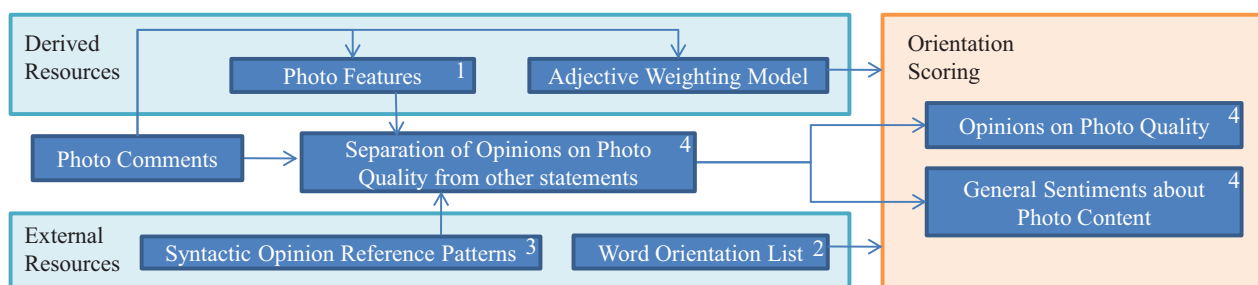 Derived
Resources
Photo Features 1
Adjective Weighting Model
Orientation
Scoring
Photo Comments
Separation of Opinions on Photo 4
Quality from other statements
Opinions on Photo Quality 4
General Sentiments about 4
Photo Content
External
Resources
Syntactic Opinion Reference Patterns 3
Word Orientation List 2